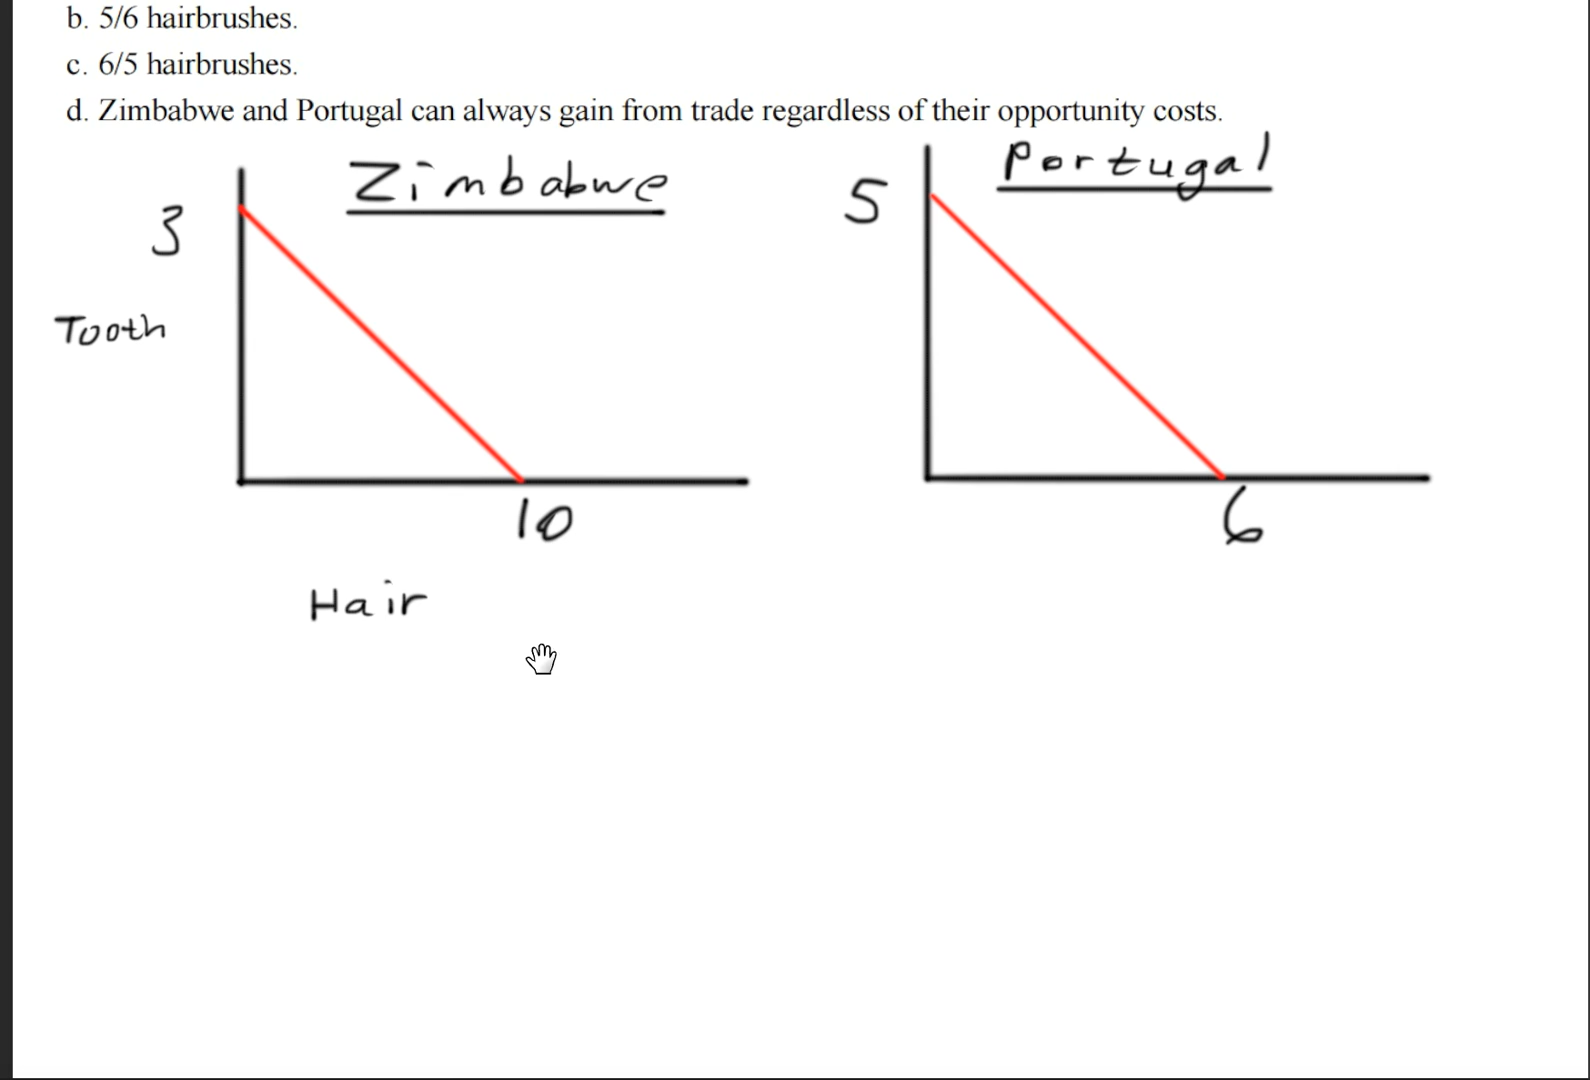 b. 5/6 hairbrushes.
c. 6/5 hairbrushes.
d. Zimbabwe and Portugal can always gain from trade regardless of their opportunity costs.
Zimbabwe
Portugal
3
5
Tooth
10
6
Hair